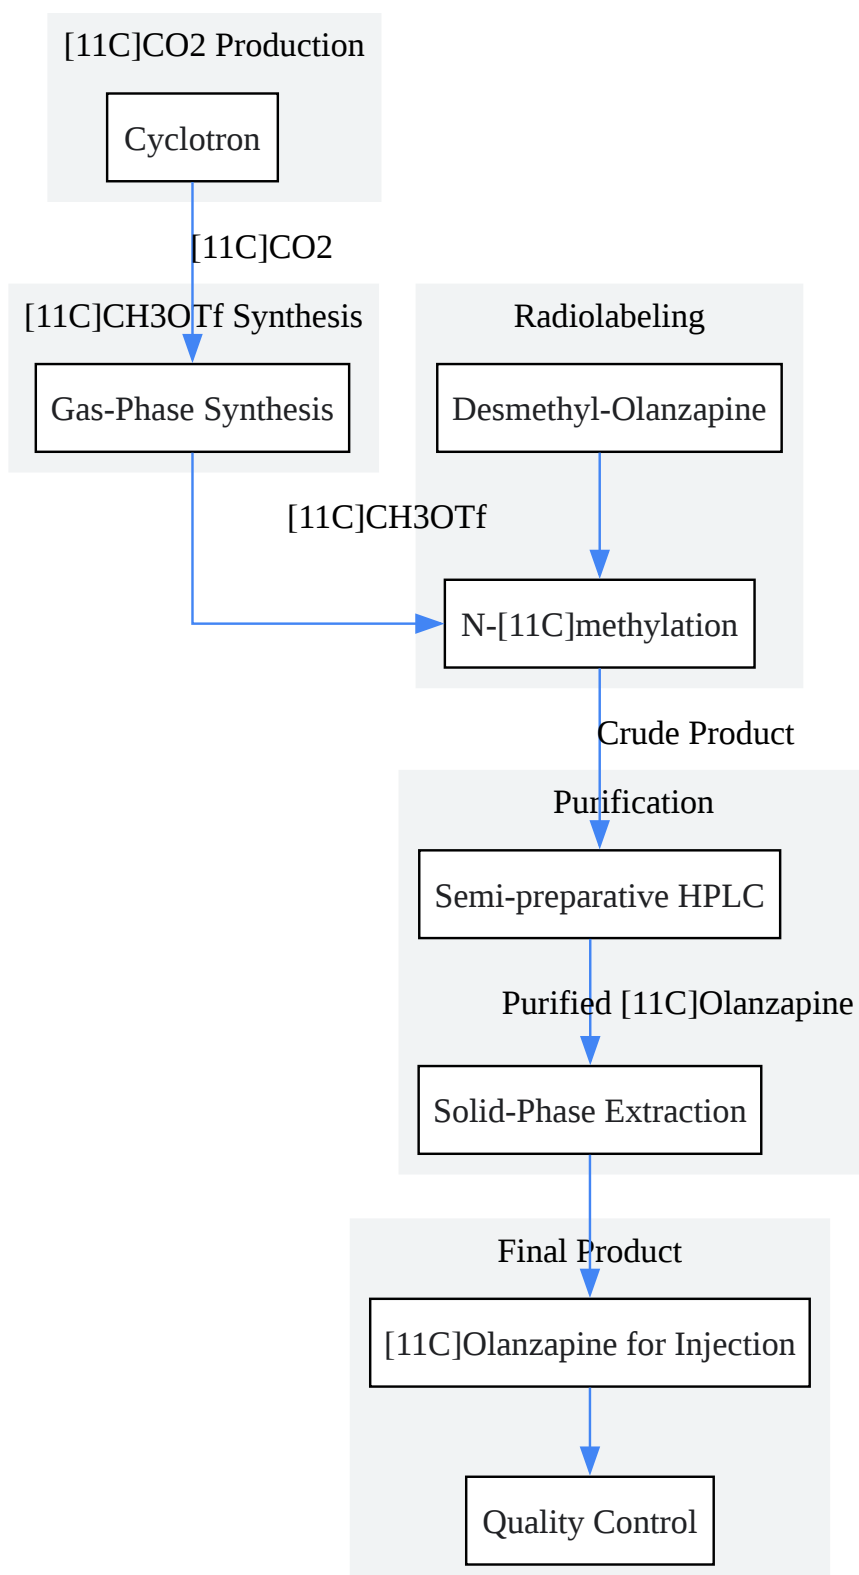 [11C]CO2 Production
Cyclotron
[11C]CO2
[11C]CH3OTf Synthesis
Gas-Phase Synthesis
Radiolabeling
Desmethyl-Olanzapine
[11C]CH3OTf
N-[11C]methylation
Crude Product
Purification
Semi-preparative HPLC
Purified [11C]Olanzapine
Solid-Phase Extraction
Final Product
[11C]Olanzapine for Injection
Quality Control